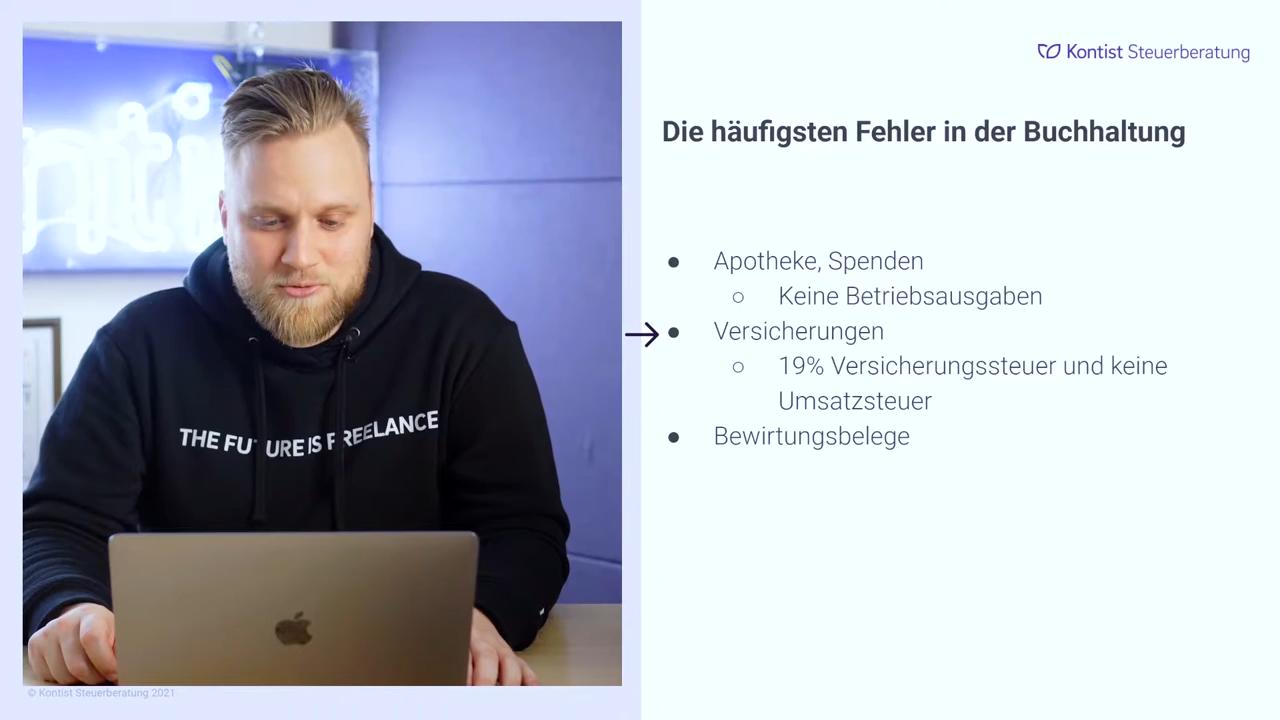 Kontist Steuerberatung
Die häufigsten Fehler in der Buchhaltung
● Apotheke, Spenden
○ Keine Betriebsausgaben
→ ● Versicherungen
○ 19% Versicherungssteuer und keine
Umsatzsteuer
● Bewirtungsbelege
nti
THE FUTURE IS FREELANCE
© Kontist Steuerberatung 2021